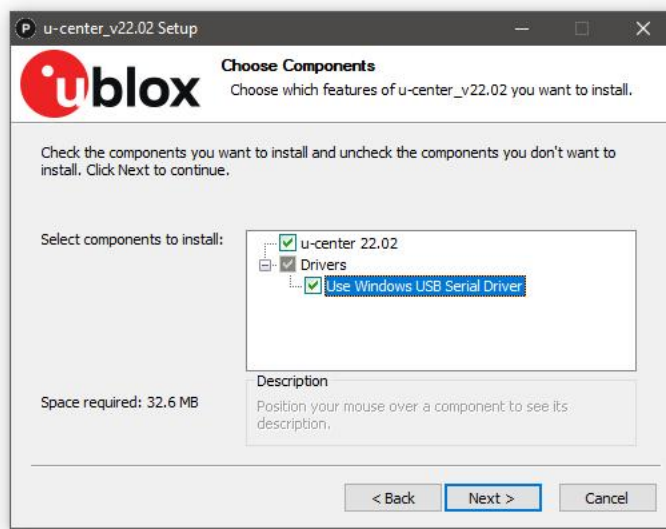 P u-center_v22.02 Setup
ublox
Choose Components
Choose which features of u-center_v22.02 you want to install.
Check the components you want to install and uncheck the components you don't want to
install. Click Next to continue.
Select components to install:
u-center 22.02
Drivers
Use Windows USB Serial Driver
Space required: 32.6 MB
Description
Position your mouse over a component to see its
description.
< Back
Next >
Cancel